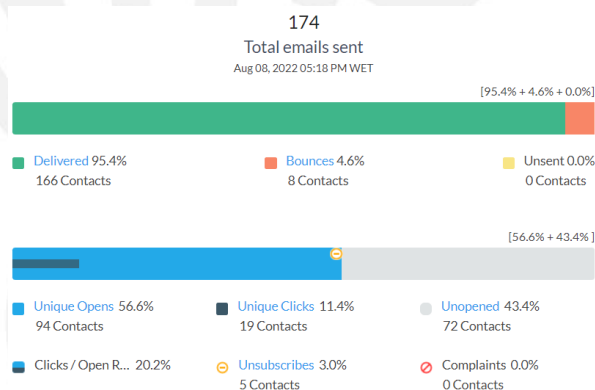 174
Total emails sent
Aug 08, 2022 05:18 PM WET
[95.4% + 4.6% + 0.0%]
Delivered 95.4% Bounces 4.6% Unsent 0.0%
166 Contacts 8 Contacts 0 Contacts
[56.6% + 43.4% ]
Unique Opens 56.6% Unique Clicks 11.4% Unopened 43.4%
94 Contacts 19 Contacts 72 Contacts
Clicks / Open R... 20.2% Unsubscribes 3.0% Complaints 0.0%
5 Contacts 0 Contacts